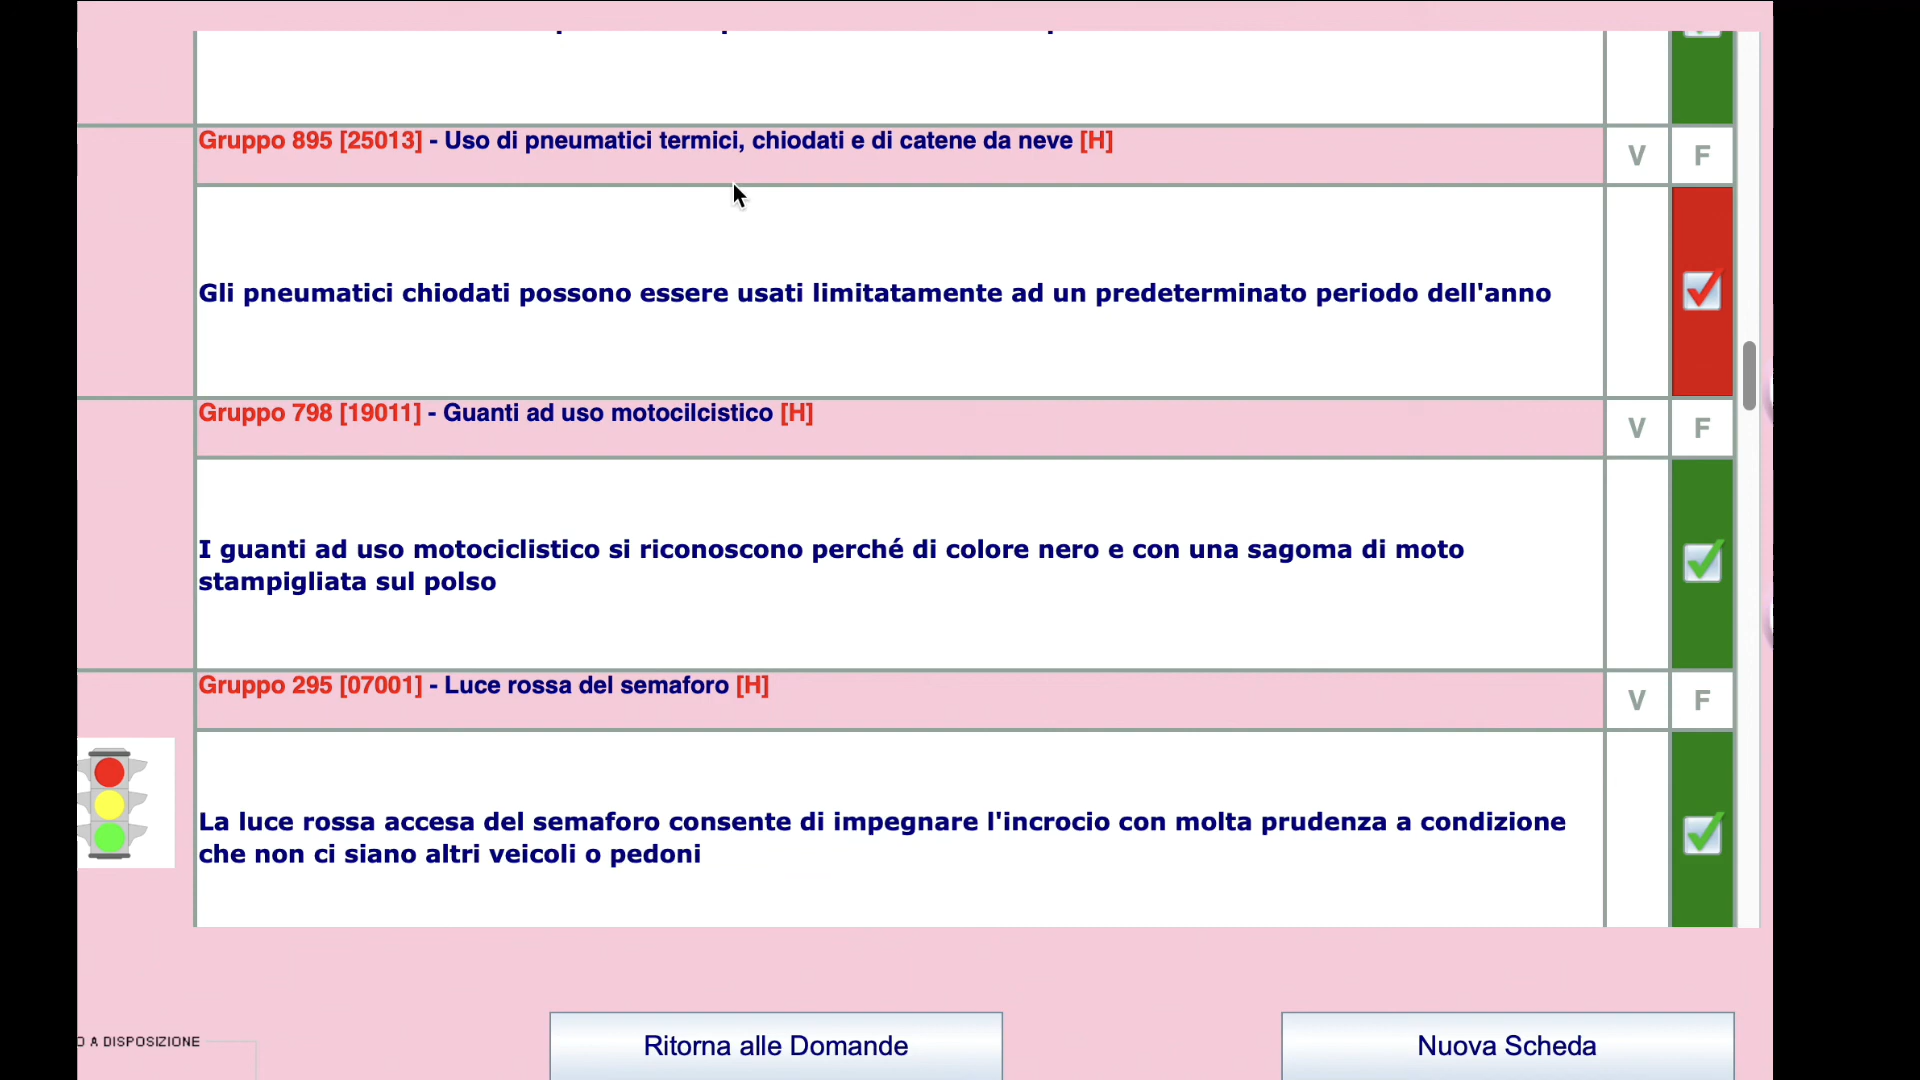 Gruppo 895 [25013] - Uso di pneumatici termici, chiodati e di catene da neve [H]
V F
Gli pneumatici chiodati possono essere usati limitatamente ad un predeterminato periodo dell'anno
Gruppo 798 [19011] - Guanti ad uso motocilcistico [H]
V F
I guanti ad uso motociclistico si riconoscono perché di colore nero e con una sagoma di moto
stampigliata sul polso
Gruppo 295 [07001] - Luce rossa del semaforo [H]
V F
La luce rossa accesa del semaforo consente di impegnare l'incrocio con molta prudenza a condizione
che non ci siano altri veicoli o pedoni
A DISPOSIZIONE
Ritorna alle Domande
Nuova Scheda